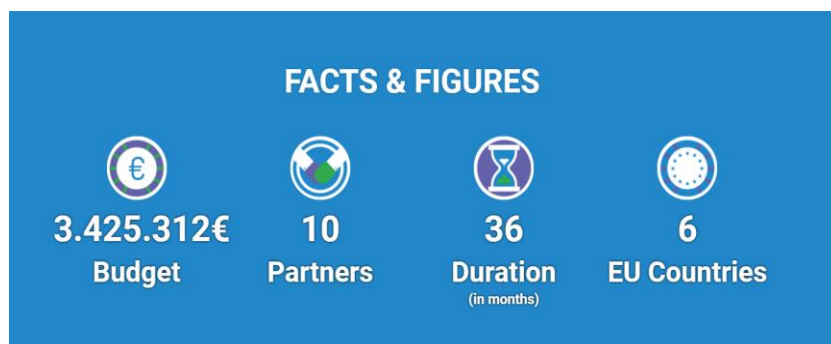 FACTS & FIGURES
€
3.425.312€
Budget
10
Partners
36
Duration
(in months)
6
EU Countries